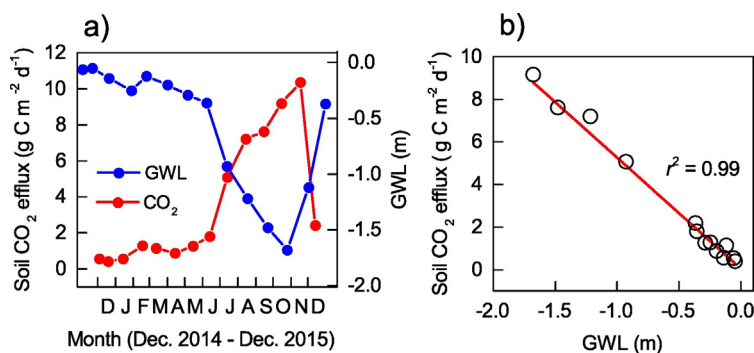 a)
Soil CO2 efflux (g C m-2 d-1)
12
10
8
6
4
2
0
GWL
CO2
0.0
-0.5
-1.0
-1.5
-2.0
GWL (m)
D J F M A M J J A S O N D
Month (Dec. 2014 - Dec. 2015)
b)
Soil CO2 efflux ( g C m-2 d-1)
10
8
6
4
2
0
r2 = 0.99
-2.0 -1.5 -1.0 -0.5 0.0
GWL (m)